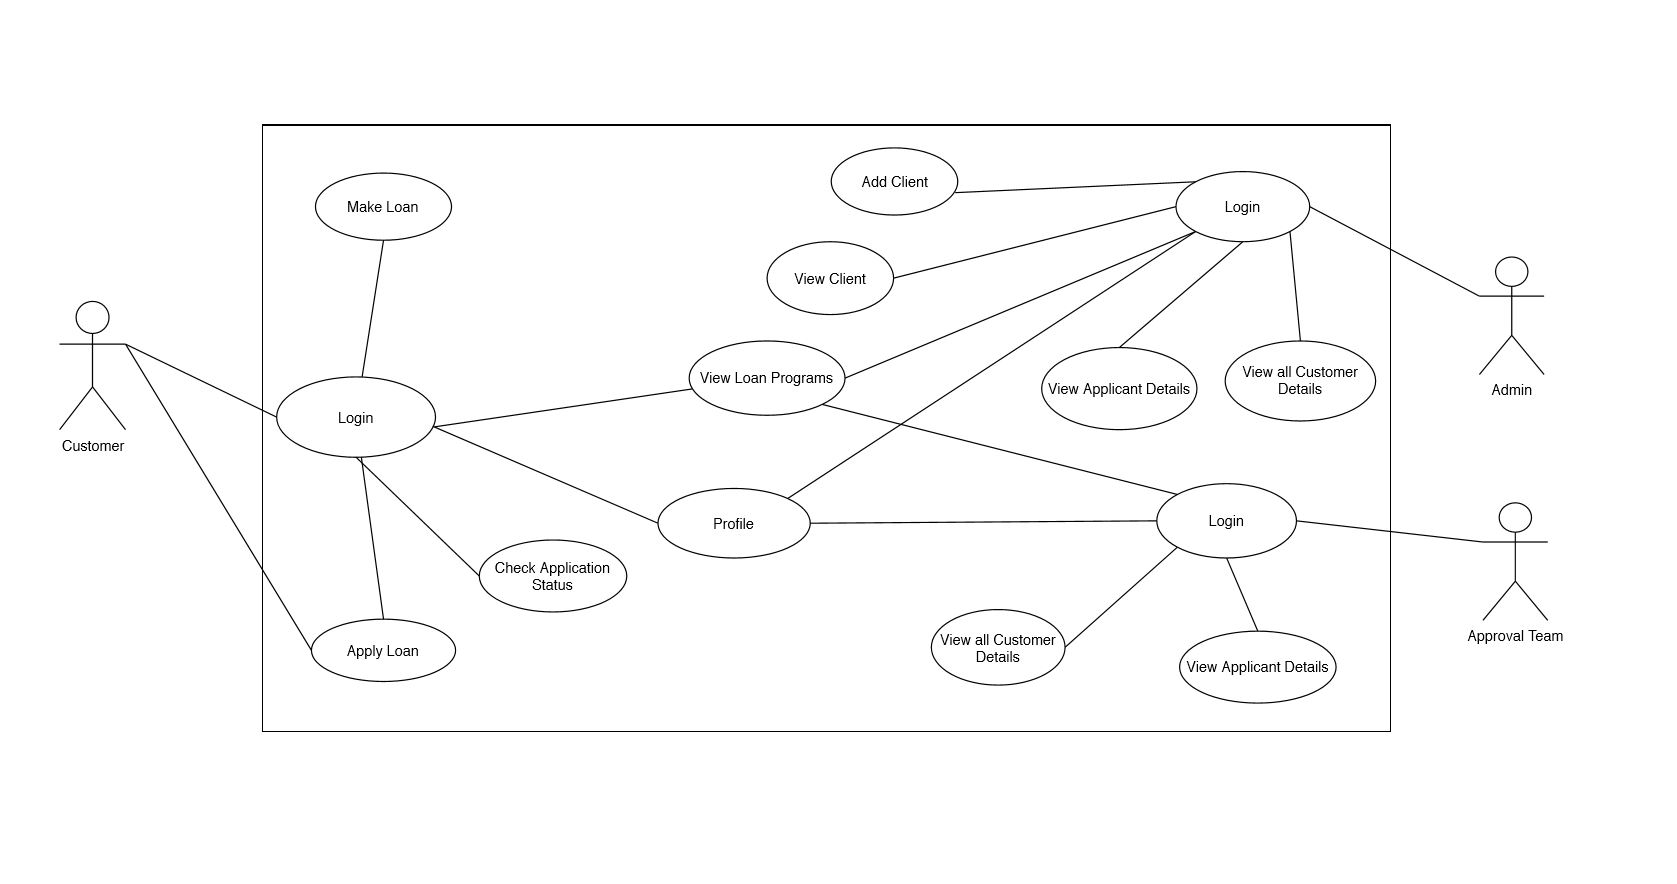 Add Client
Make Loan
Login
View Client
View Loan Programs
View all Customer
Details
View Applicant Details
Admin
Login
Customer
Profile
Login
Check Application
Status
Approval Team
Apply Loan
View all Customer
Details
View Applicant Details